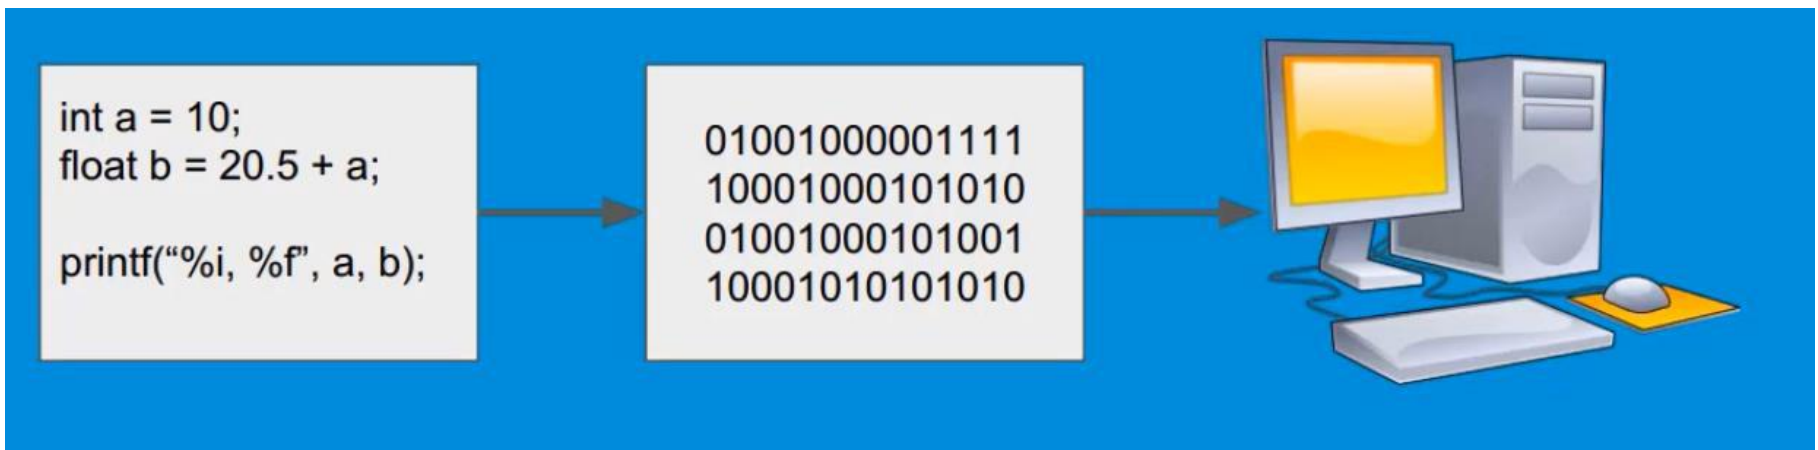 int a = 10;
float b = 20.5 + a;
printf(“%i, %f”, a, b);
01001000001111
10001000101010
01001000101001
10001010101010